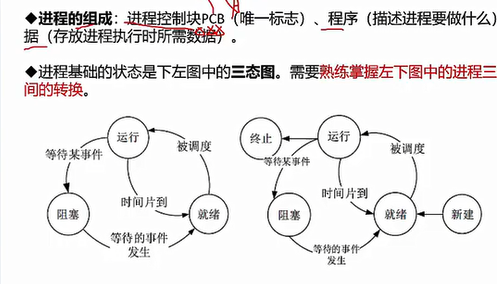 ◆进程的组成：进程控制块PCB（唯一标志）、程序（描述进程要做什么）
据（存放进程执行时所需数据）。
◆进程基础的状态是下左图中的三态图。需要熟练掌握左下图中的进程三
间的转换。
运行
等待某事件
被调度
时间片到
阻塞
就绪
等待的事件
发生
终止
运行
等待某事件
被调度
时间片到
阻塞
就绪
新建
等待的事件
发生